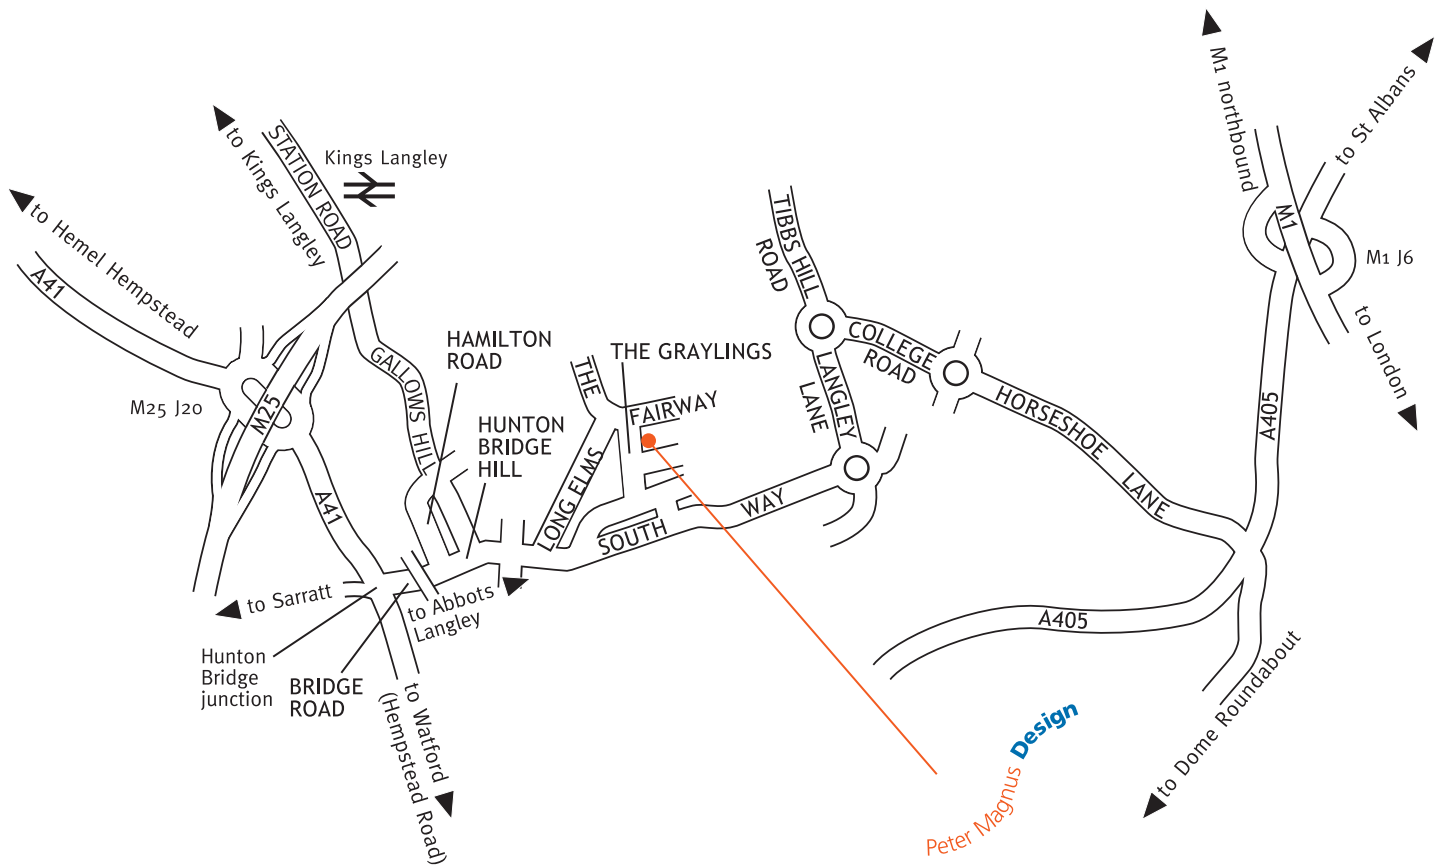 M1 northbound
to St Albans
M1
M1 J6
to London
to Kings Langley
STATION ROAD
Kings Langley
to Hemel Hempstead
A41
M25 J20
M25
GALLOWS HILL
HAMILTON
ROAD
HUNTON
BRIDGE
HILL
THE
FAIRWAY
THE GRAYLINGS
LONG ELMS
TIBBS HILL
ROAD
COLLEGE
ROAD
LANGLEY
LANE
HORSESHOE LANE
A405
A41
SOUTH WAY
to Sarratt
to Abbots
Langley
Hunton
Bridge
junction
BRIDGE
ROAD
to Watford
(Hempstead Road)
A405
to Dome Roundabout
Peter Magnus Design